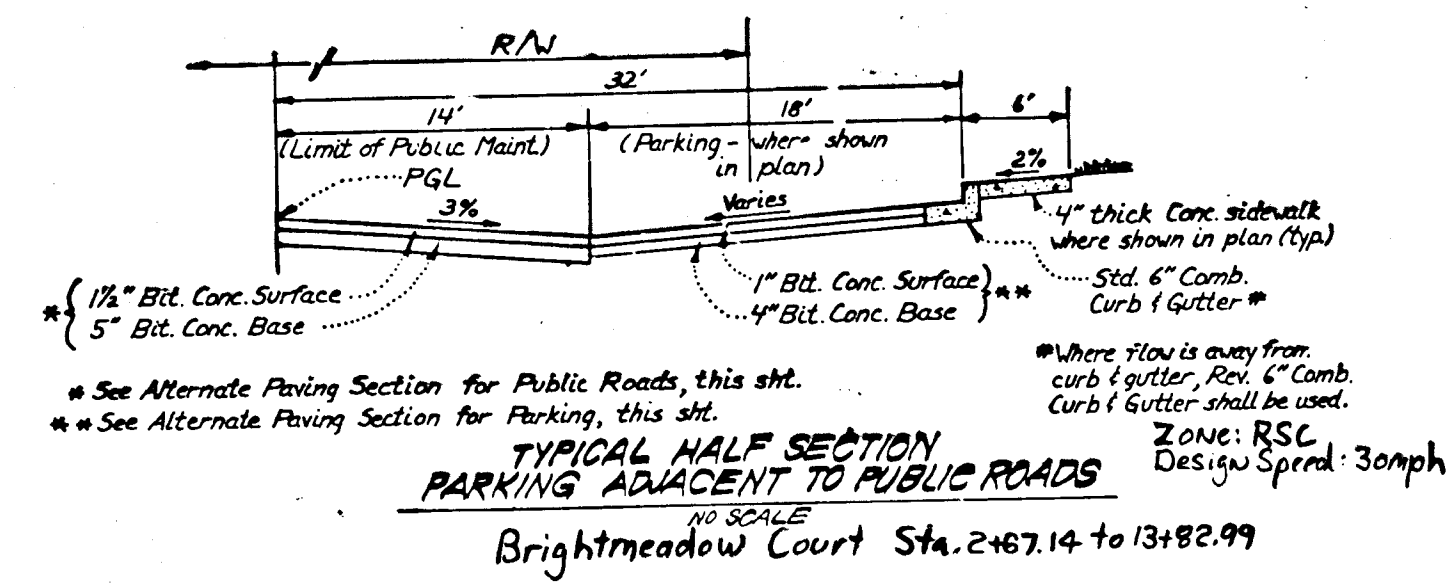 R/W
32'
14'
18'
6'
(Limit of Public Maint.)
(Parking - where shown
in plan)
2%
PGL
3%
Varies
4" thick Conc. sidewalk
where shown in plan (typ.)
* { 1½" Bit. Conc. Surface
5" Bit. Conc. Base
1" Bit. Conc. Surface } **
4" Bit. Conc. Base
Std. 6" Comb.
Curb & Gutter #
#Where flow is away from
curb & gutter, Rev. 6" Comb.
Curb & Gutter shall be used.
* See Alternate Paving Section for Public Roads, this sht.
** See Alternate Paving Section for Parking, this sht.
TYPICAL HALF SECTION
PARKING ADJACENT TO PUBLIC ROADS
Zone: RSC
Design Speed: 30mph
NO SCALE
Brightmeadow Court Sta. 2+67.14 to 13+82.99